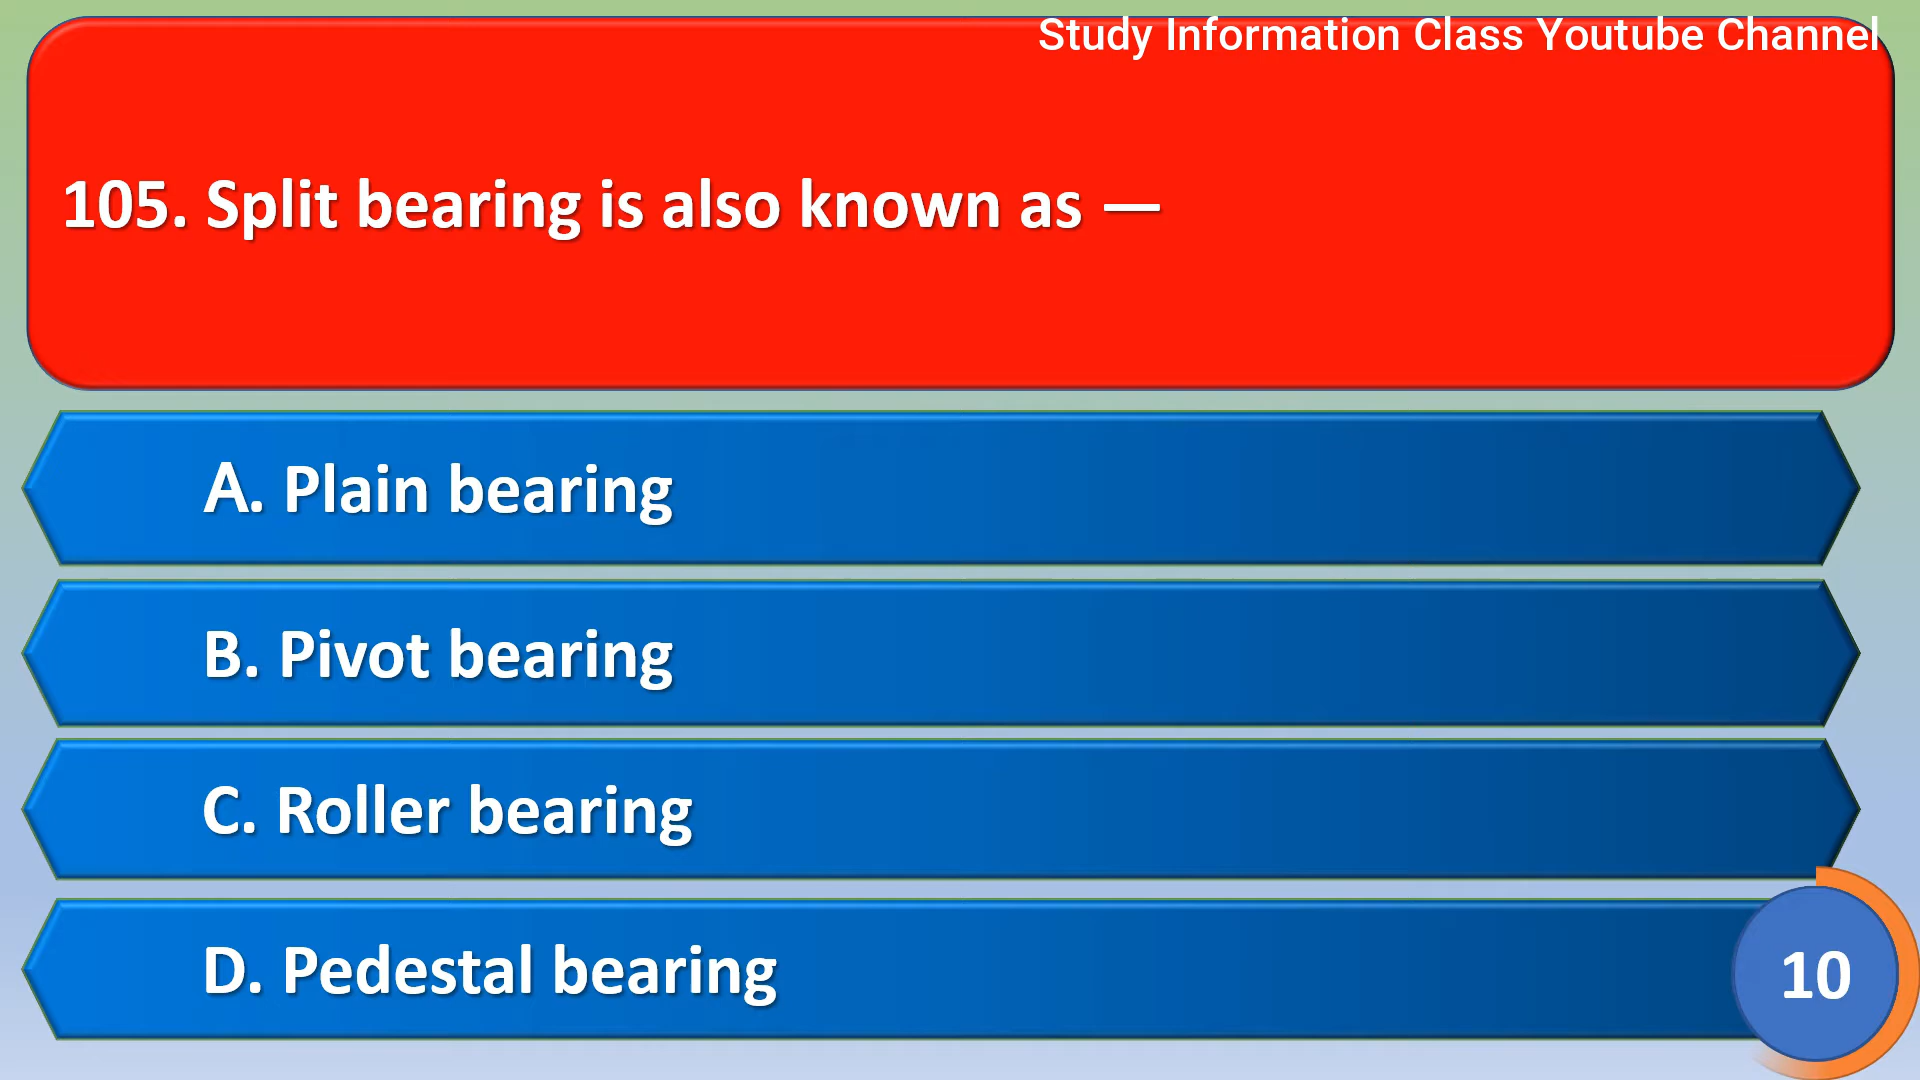 Study Information Class Youtube Channel
105. Split bearing is also known as —
A. Plain bearing
B. Pivot bearing
C. Roller bearing
D. Pedestal bearing
10